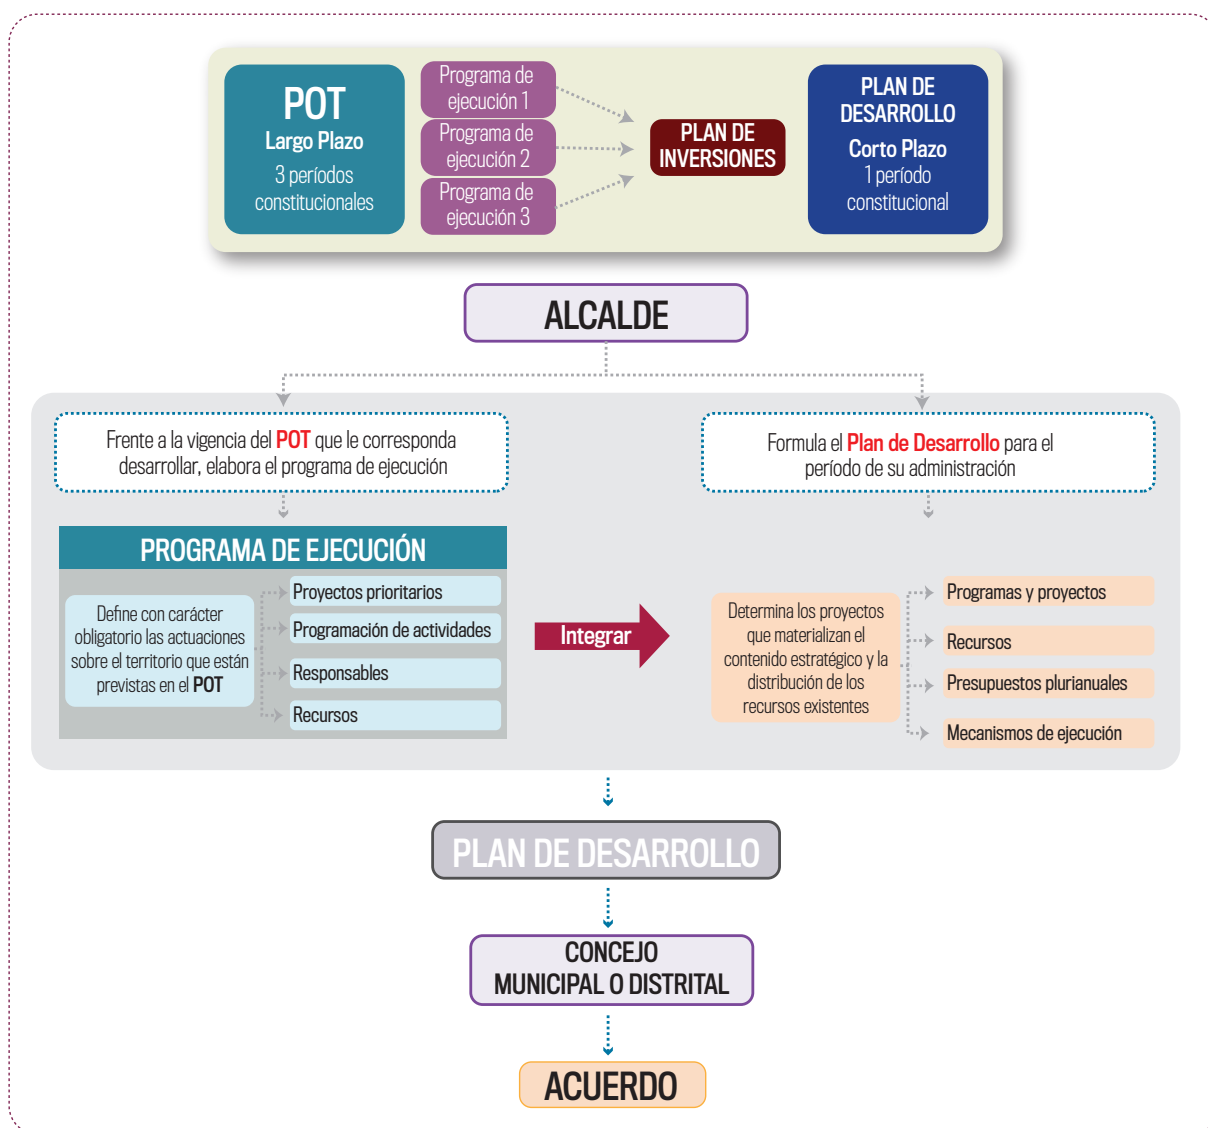 POT
Largo Plazo
3 períodos
constitucionales
Programa de
ejecución 1
Programa de
ejecución 2
Programa de
ejecución 3
PLAN DE
INVERSIONES
PLAN DE
DESARROLLO
Corto Plazo
1 período
constitucional
ALCALDE
Frente a la vigencia del POT que le corresponda
desarrollar, elabora el programa de ejecución
Formula el Plan de Desarrollo para el
período de su administración
PROGRAMA DE EJECUCIÓN
Define con carácter
obligatorio las actuaciones
sobre el territorio que están
previstas en el POT
Proyectos prioritarios
Programación de actividades
Responsables
Recursos
Integrar
Determina los proyectos
que materializan el
contenido estratégico y la
distribución de los
recursos existentes
Programas y proyectos
Recursos
Presupuestos plurianuales
Mecanismos de ejecución
PLAN DE DESARROLLO
CONCEJO
MUNICIPAL O DISTRITAL
ACUERDO